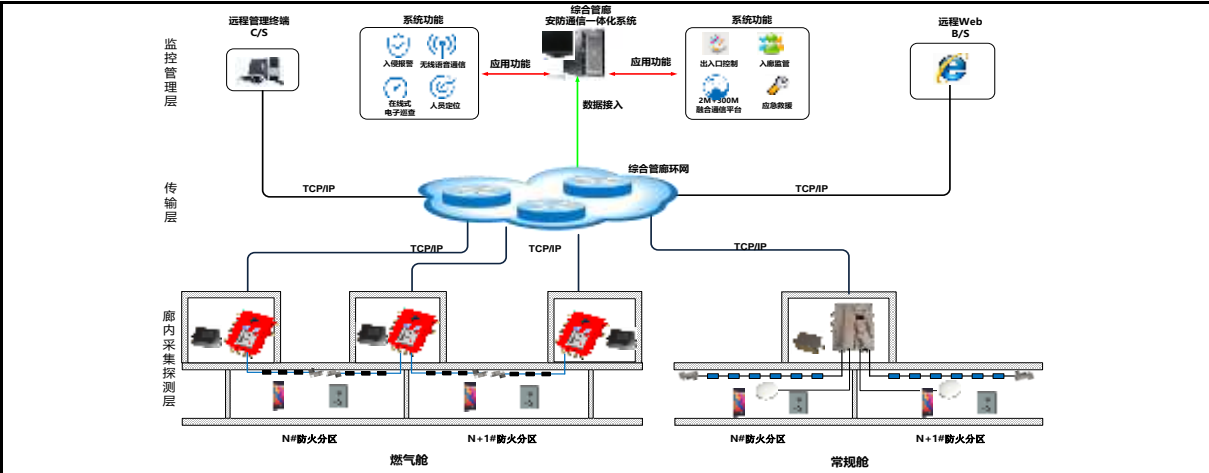 监控管理层
远程管理终端
C/S
系统功能
入侵报警
无线语音通信
在线式
电子巡查
人员定位
应用功能
综合管廊
安防通信一体化系统
应用功能
数据接入
系统功能
出入口控制
入廊监管
2M+300M
融合通信平台
应急救援
远程Web
B/S
传输层
综合管廊环网
TCP/IP
TCP/IP
TCP/IP
TCP/IP
TCP/IP
廊内采集探测层
N#防火分区
N+1#防火分区
燃气舱
N#防火分区
N+1#防火分区
常规舱